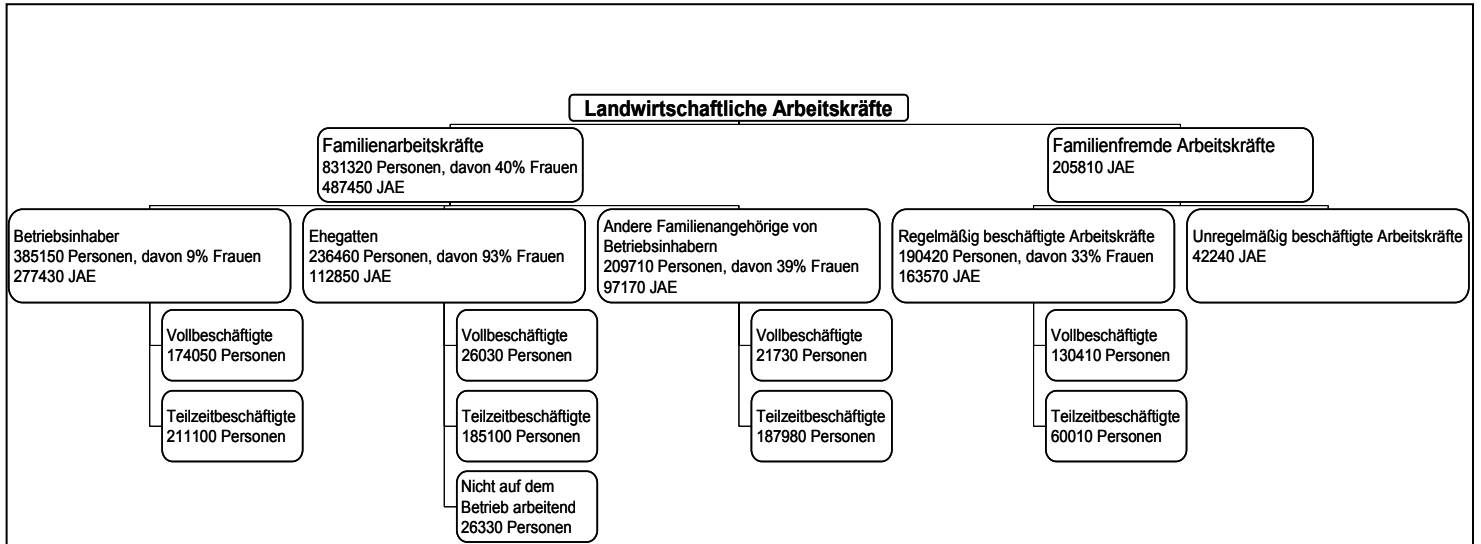 Landwirtschaftliche Arbeitskräfte
Familienarbeitskräfte
831320 Personen, davon 40% Frauen
487450 JAE
Familienfremde Arbeitskräfte
205810 JAE
Betriebsinhaber
385150 Personen, davon 9% Frauen
277430 JAE
Ehegatten
236460 Personen, davon 93% Frauen
112850 JAE
Andere Familienangehörige von
Betriebsinhabern
209710 Personen, davon 39% Frauen
97170 JAE
Regelmäßig beschäftigte Arbeitskräfte
190420 Personen, davon 33% Frauen
163570 JAE
Unregelmäßig beschäftigte Arbeitskräfte
42240 JAE
Vollbeschäftigte
174050 Personen
Vollbeschäftigte
26030 Personen
Vollbeschäftigte
21730 Personen
Vollbeschäftigte
130410 Personen
Teilzeitbeschäftigte
211100 Personen
Teilzeitbeschäftigte
185100 Personen
Teilzeitbeschäftigte
187980 Personen
Teilzeitbeschäftigte
60010 Personen
Nicht auf dem
Betrieb arbeitend
26330 Personen